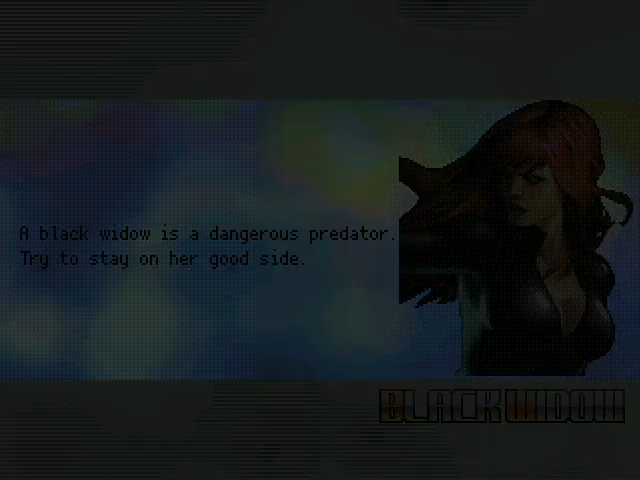 A black widow is a dangerous predator.
Try to stay on her good side.
BLACK WIDOW